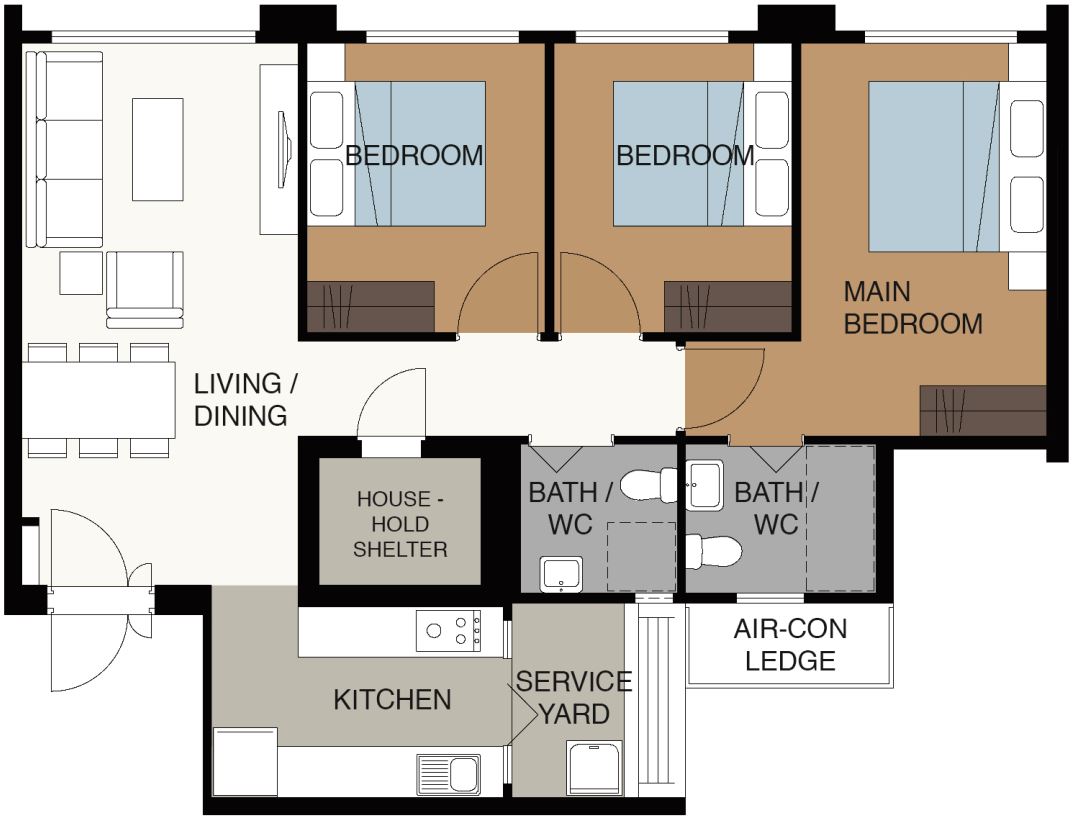 BEDROOM
BEDROOM
MAIN
BEDROOM
LIVING /
DINING
HOUSE -
HOLD
SHELTER
BATH /
WC
BATH /
WC
AIR-CON
LEDGE
KITCHEN
SERVICE
YARD